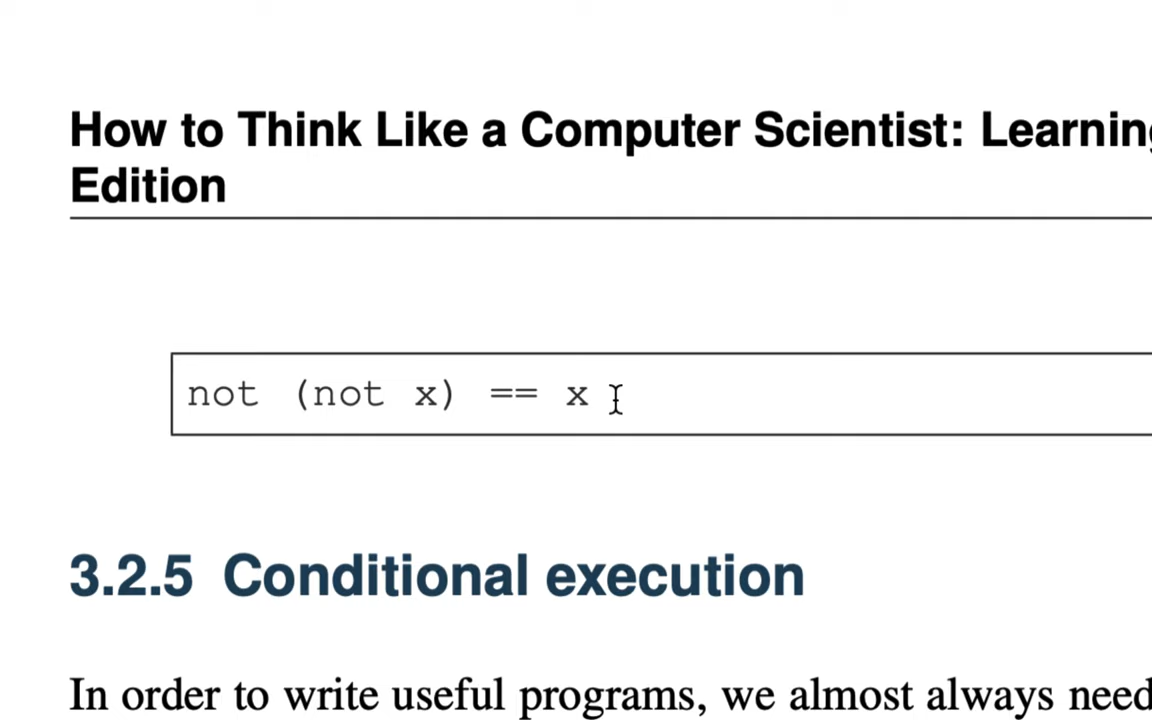 How to Think Like a Computer Scientist: Learning
Edition
not (not x) == x
3.2.5 Conditional execution
In order to write useful programs, we almost always need